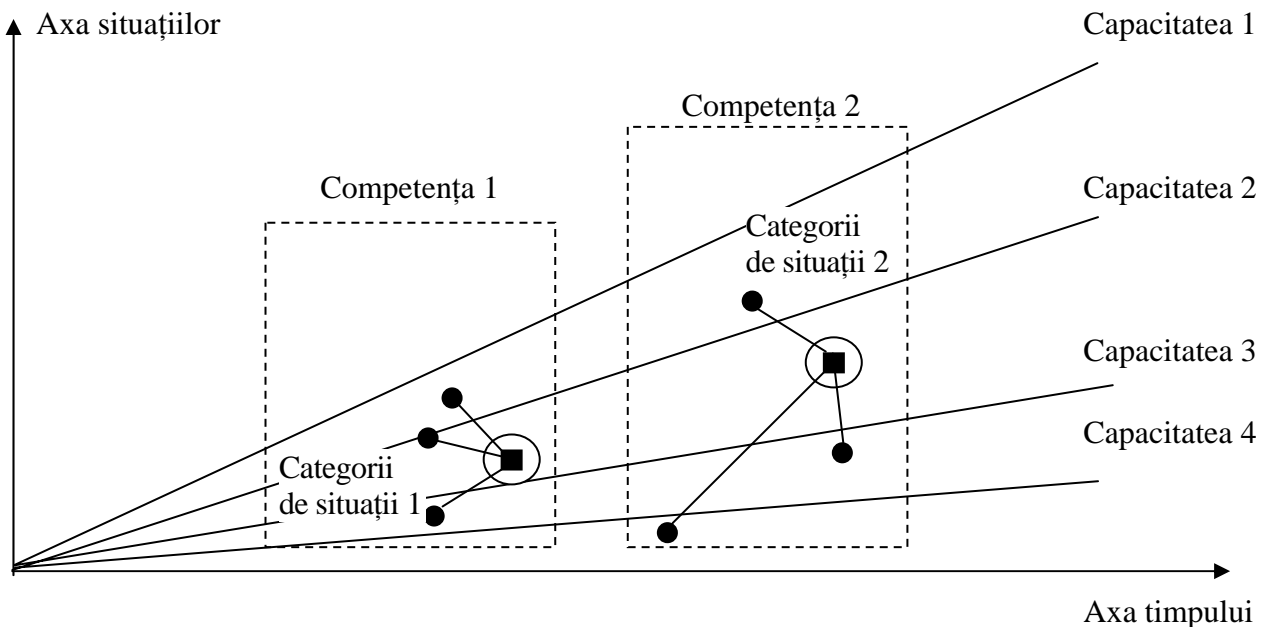 Axa situațiilor
Capacitatea 1
Competența 2
Competența 1
Capacitatea 2
Categorii
de situații 2
Capacitatea 3
Capacitatea 4
Categorii
de situații 1
Axa timpului